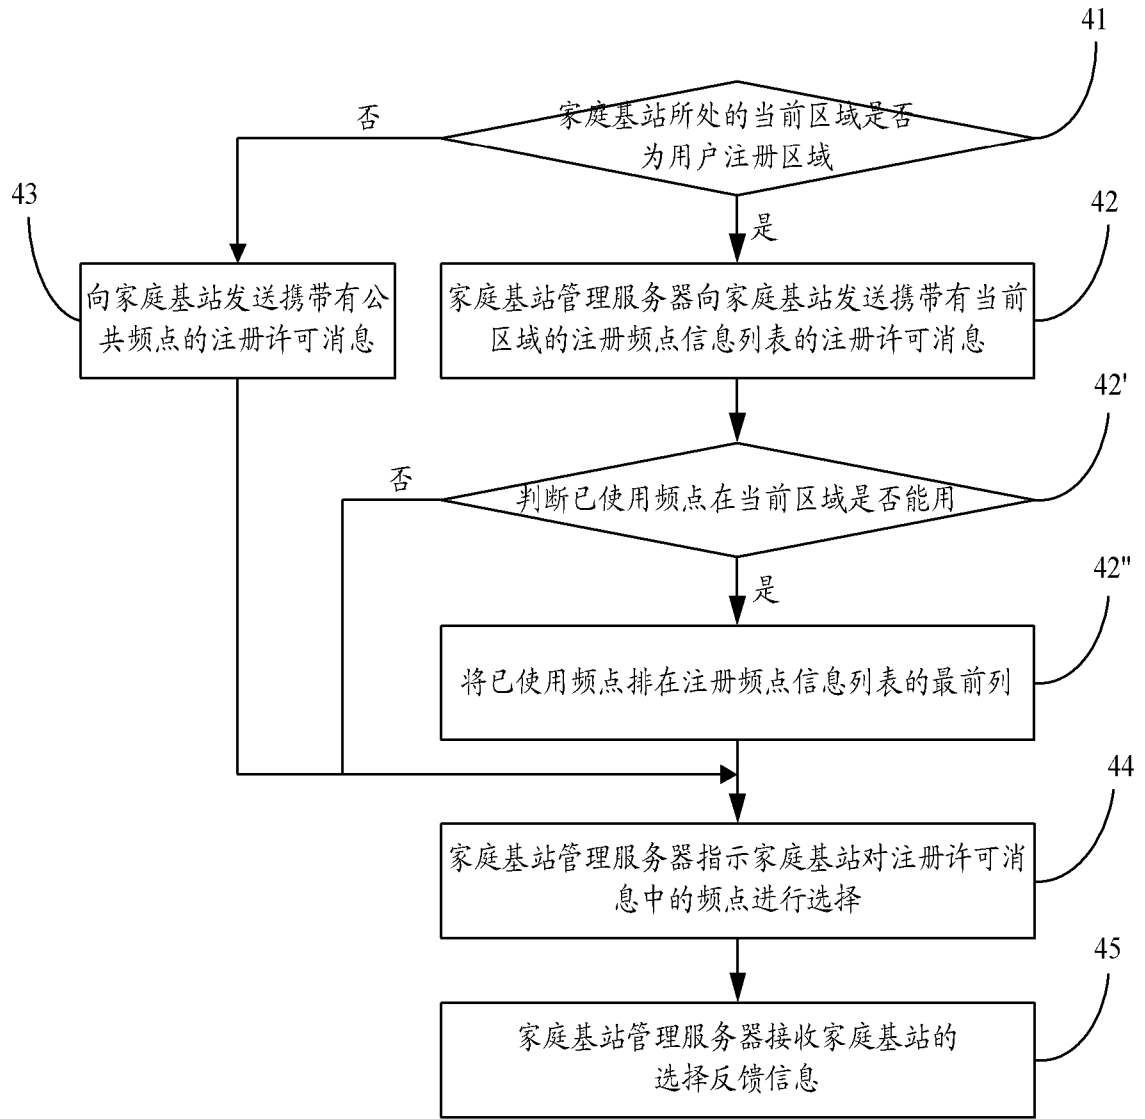 41
家庭基站所处的当前区域是否
为用户注册区域
否
是
43
42
向家庭基站发送携带有公
共频点的注册许可消息
家庭基站管理服务器向家庭基站发送携带有当前
区域的注册频点信息列表的注册许可消息
42'
否
判断已使用频点在当前区域是否能用
是
42"
将已使用频点排在注册频点信息列表的最前列
44
家庭基站管理服务器指示家庭基站对注册许可消
息中的频点进行选择
45
家庭基站管理服务器接收家庭基站的
选择反馈信息